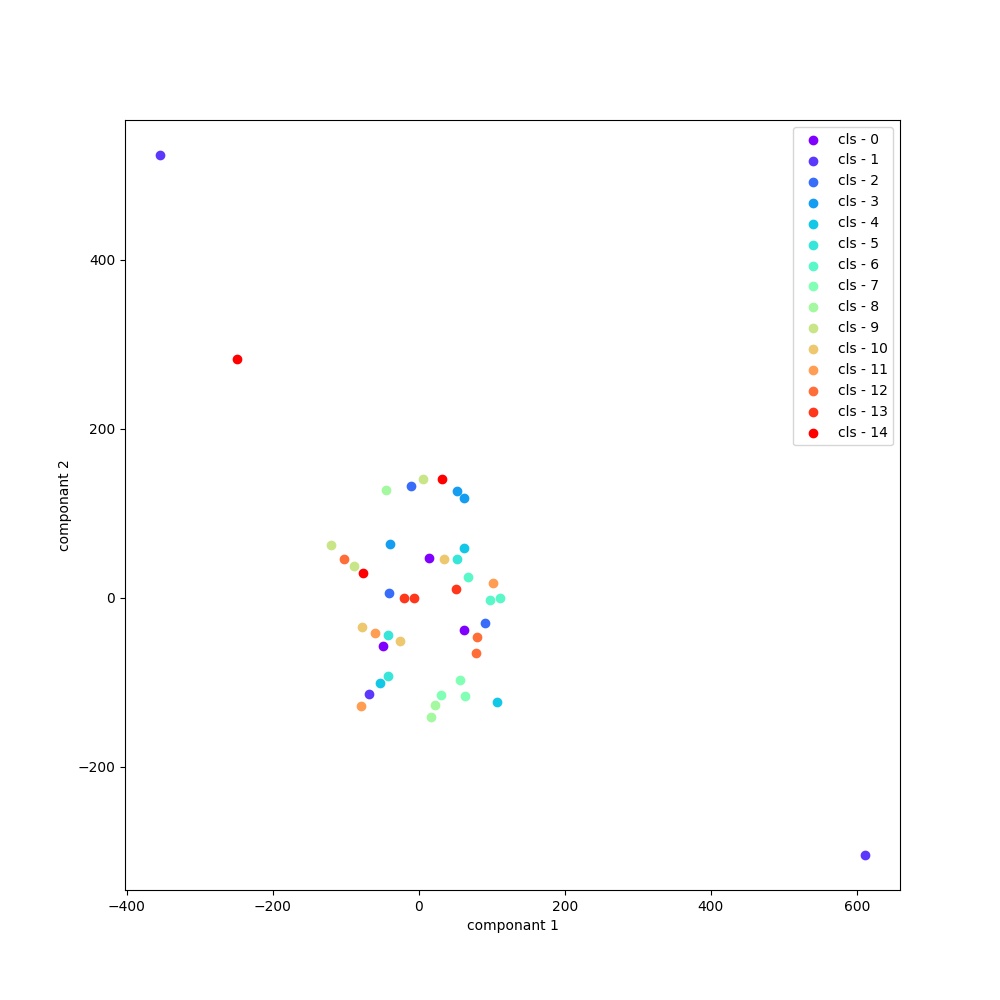 cls - 0
cls - 1
cls - 2
cls - 3
cls - 4
cls - 5
cls - 6
cls - 7
cls - 8
cls - 9
cls - 10
cls - 11
cls - 12
cls - 13
cls - 14
400
200
0
−200
componant 2
−400
−200
0
200
400
600
componant 1